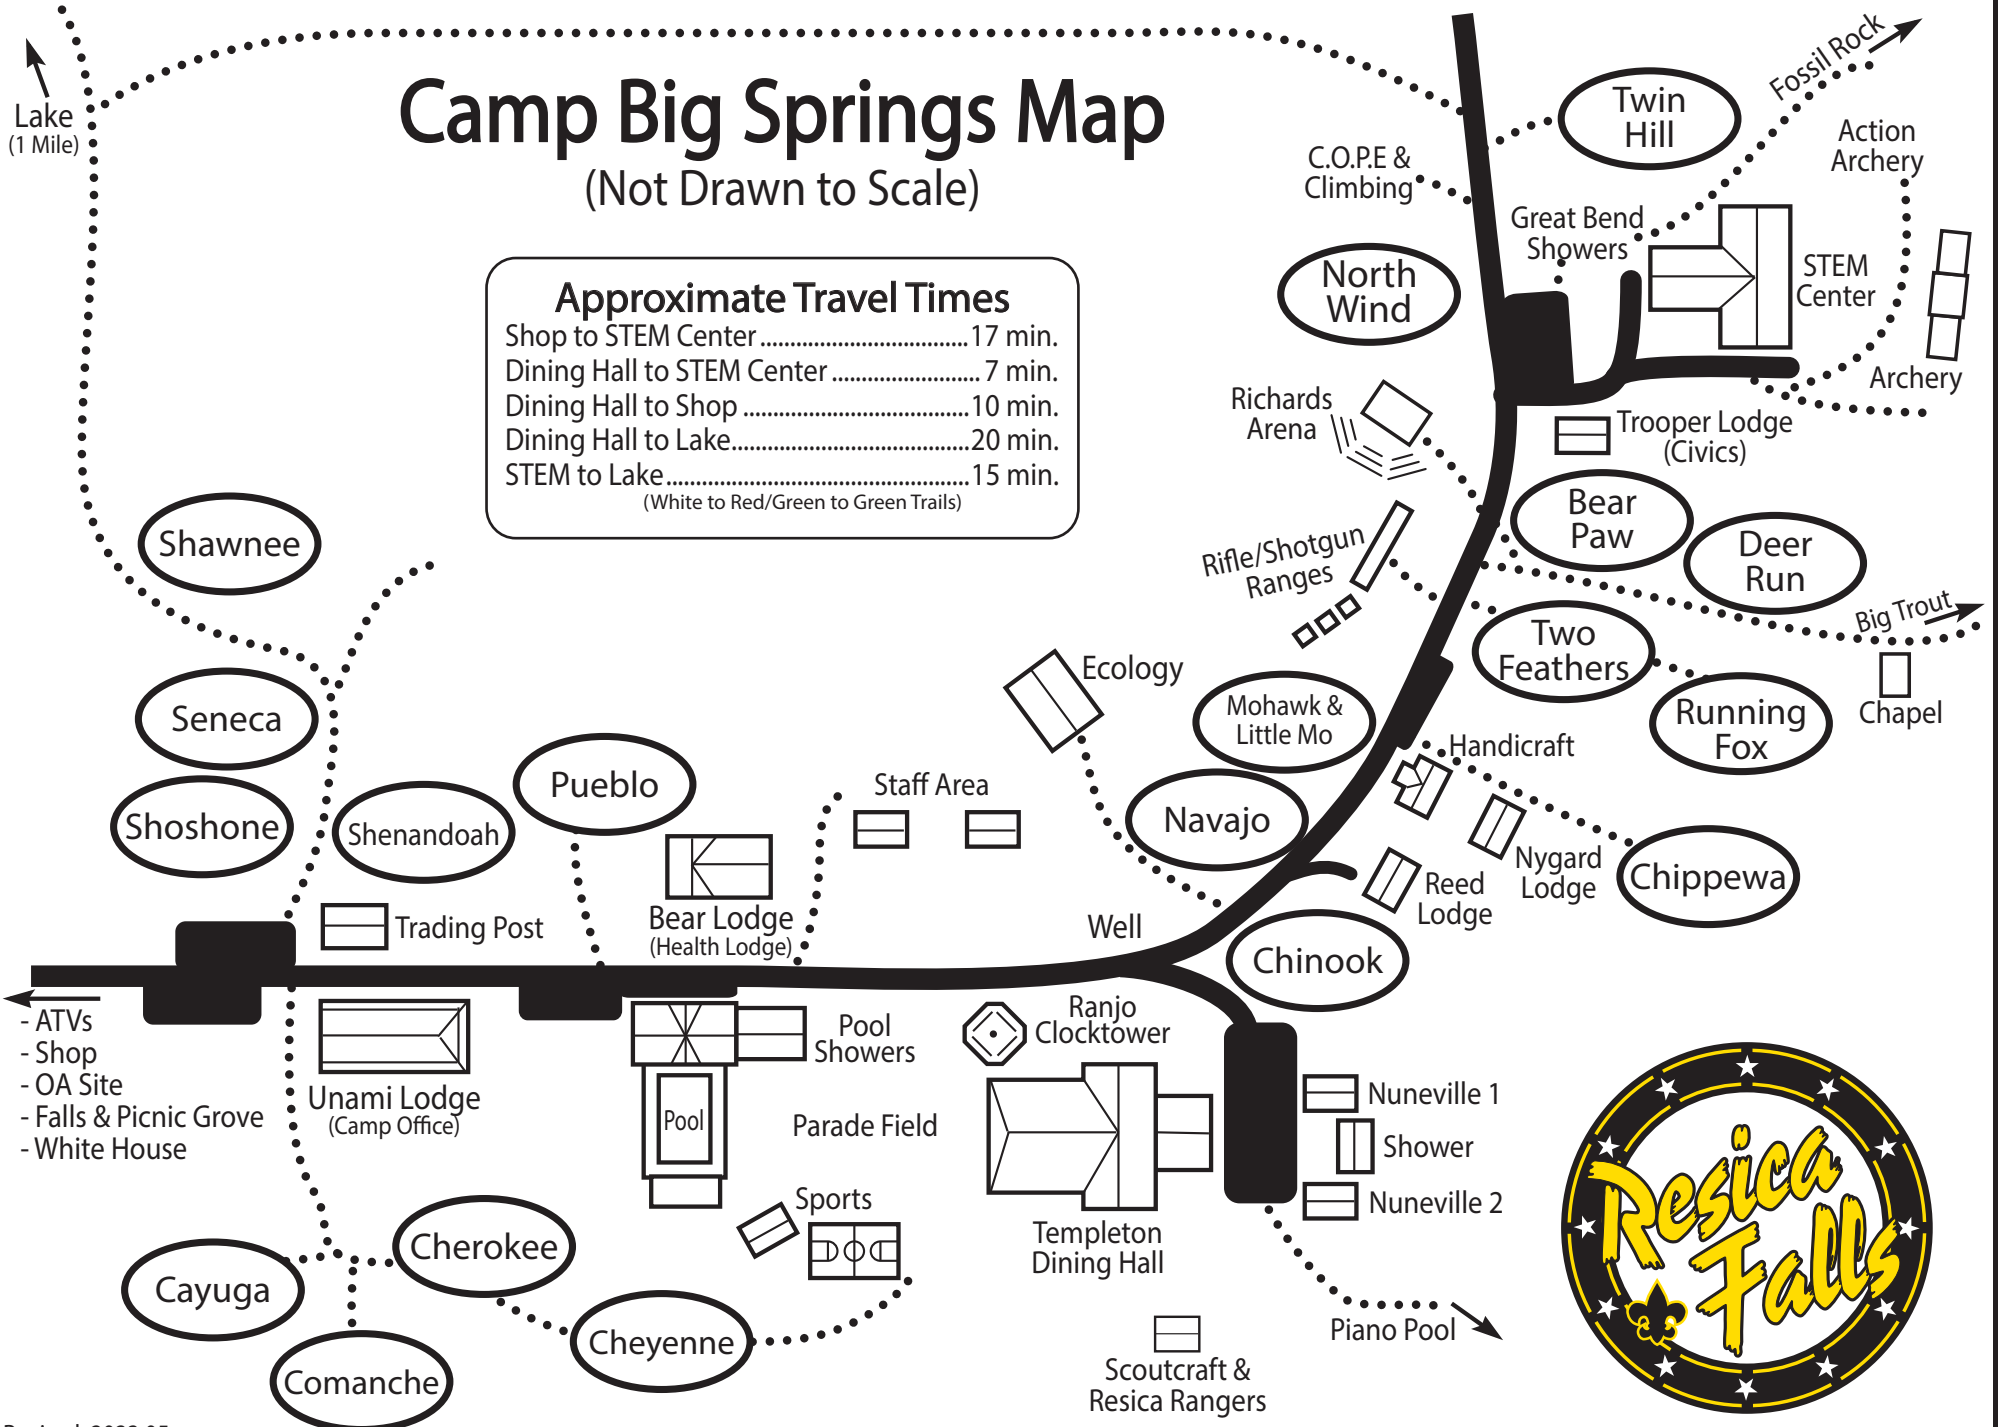 Camp Big Springs Map
(Not Drawn to Scale)
Lake
(1 Mile)
Approximate Travel Times
Shop to STEM Center...................................17 min.
Dining Hall to STEM Center .........................7 min.
Dining Hall to Shop ......................................10 min.
Dining Hall to Lake........................................20 min.
STEM to Lake...................................................15 min.
(White to Red/Green to Green Trails)
Twin
Hill
Fossil Rock
Action
Archery
C.O.P.E &
Climbing
Great Bend
Showers
STEM
Center
North
Wind
Archery
Richards
Arena
Trooper Lodge
(Civics)
Bear
Paw
Deer
Run
Rifle/Shotgun
Ranges
Big Trout
Two
Feathers
Running
Fox
Chapel
Shawnee
Seneca
Shoshone
Shenandoah
Pueblo
Staff Area
Ecology
Mohawk &
Little Mo
Navajo
Handicraft
Nygard
Lodge
Chippewa
Reed
Lodge
Trading Post
Bear Lodge
(Health Lodge)
Well
Chinook
- ATVs
- Shop
- OA Site
- Falls & Picnic Grove
- White House
Unami Lodge
(Camp Office)
Pool
Showers
Pool
Ranjo
Clocktower
Parade Field
Nuneville 1
Shower
Nuneville 2
Sports
Templeton
Dining Hall
Cherokee
Cayuga
Comanche
Cheyenne
Piano Pool
Scoutcraft &
Resica Rangers
Resica
Falls